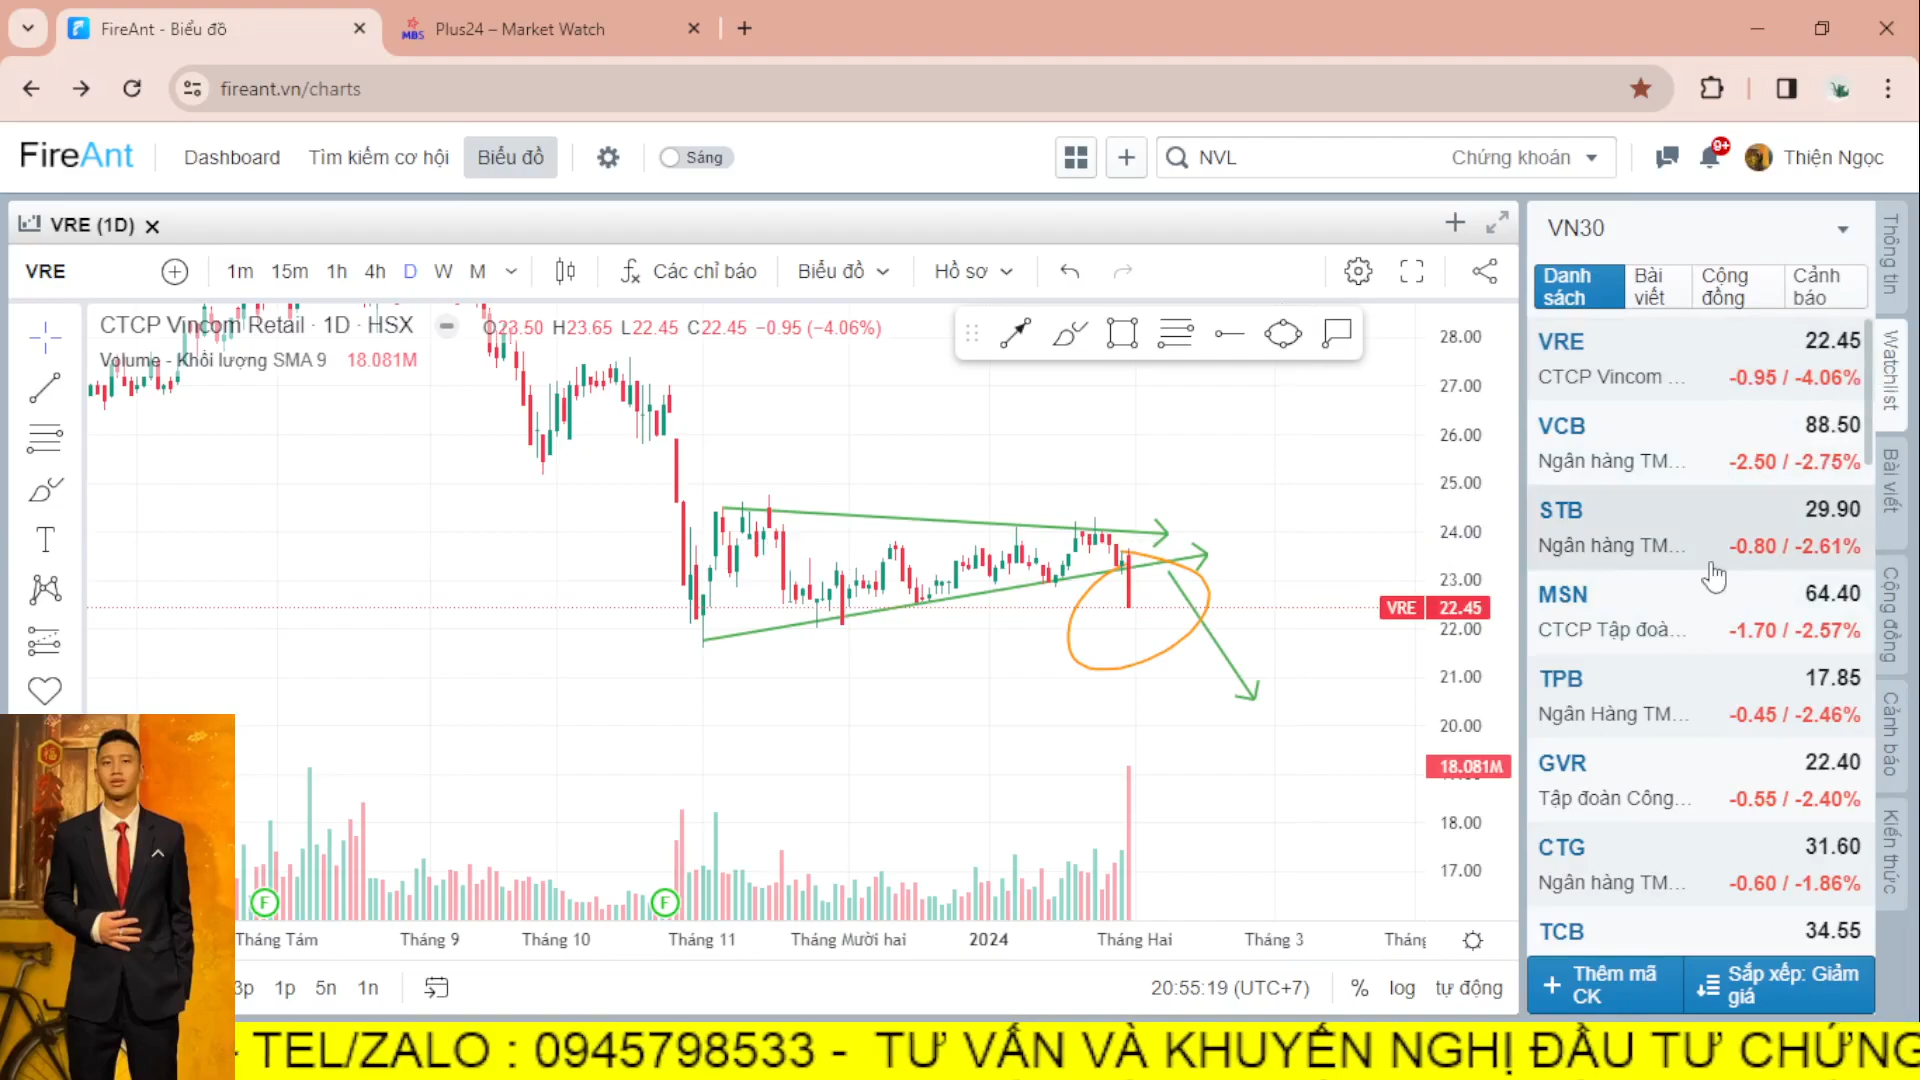 FireAnt - Biểu đồ
MBS Plus24 – Market Watch
fireant.vn/charts
FireAnt Dashboard Tìm kiếm cơ hội Biểu đồ Sáng NVL Chứng khoán 9+ Thiện Ngọc
VRE (1D)
VRE 1m 15m 1h 4h D W M Các chỉ báo Biểu đồ Hồ sơ
CTCP Vincom Retail · 1D · HSX O23.50 H23.65 L22.45 C22.45 −0.95 (−4.06%)
Volume - Khối lượng SMA 9 18.081M
28.00
27.00
26.00
25.00
24.00
23.00
VRE 22.45
22.00
21.00
20.00
18.081M
18.00
17.00
F F
Tháng Tám Tháng 9 Tháng 10 Tháng 11 Tháng Mười hai 2024 Tháng Hai Tháng 3
1p 5n 1n 20:55:19 (UTC+7) % log tự động
VN30
Danh sách Bài viết Cộng đồng Cảnh báo
VRE 22.45
CTCP Vincom ... -0.95 / -4.06%
VCB 88.50
Ngân hàng TM... -2.50 / -2.75%
STB 29.90
Ngân hàng TM... -0.80 / -2.61%
MSN 64.40
CTCP Tập đoà... -1.70 / -2.57%
TPB 17.85
Ngân Hàng TM... -0.45 / -2.46%
GVR 22.40
Tập đoàn Công... -0.55 / -2.40%
CTG 31.60
Ngân hàng TM... -0.60 / -1.86%
TCB 34.55
Thêm mã CK
Sắp xếp: Giảm giá
Thông tin
Watchlist
Bài viết
Cộng đồng
Cảnh báo
Kiến thức
- TEL/ZALO : 0945798533 - TƯ VẤN VÀ KHUYẾN NGHỊ ĐẦU TƯ CHỨNG